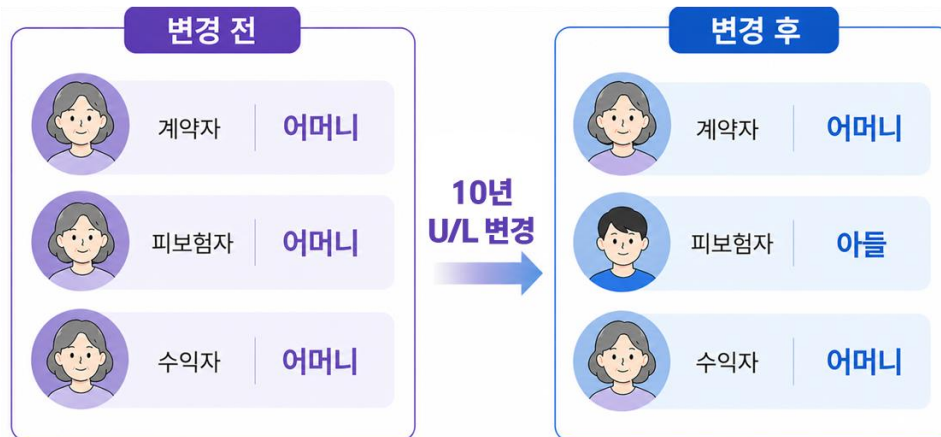 변경 전
계약자 어머니
피보험자 어머니
수익자 어머니
10년
U/L 변경
변경 후
계약자 어머니
피보험자 아들
수익자 어머니